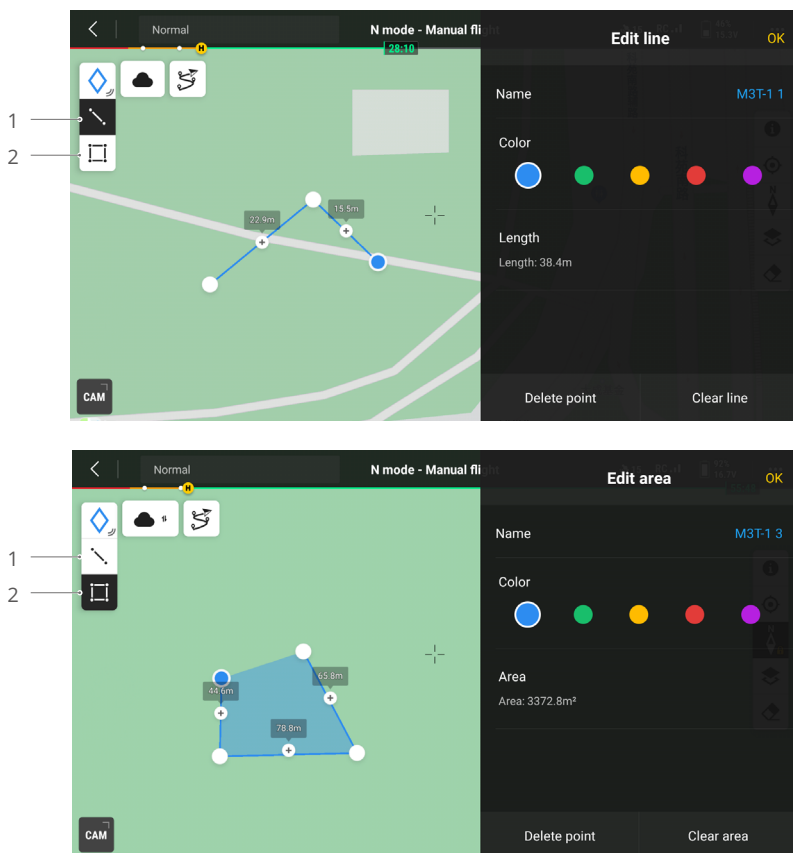 Normal
N mode - Manual fli
28:10
Edit line
OK
1
2
Name
M3T-1 1
Color
22.9m
15.5m
Length
Length: 38.4m
CAM
Delete point
Clear line
Normal
N mode - Manual fli
Edit area
OK
1
2
Name
M3T-1 3
Color
44.6m
65.8m
78.8m
Area
Area: 3372.8m²
CAM
Delete point
Clear area